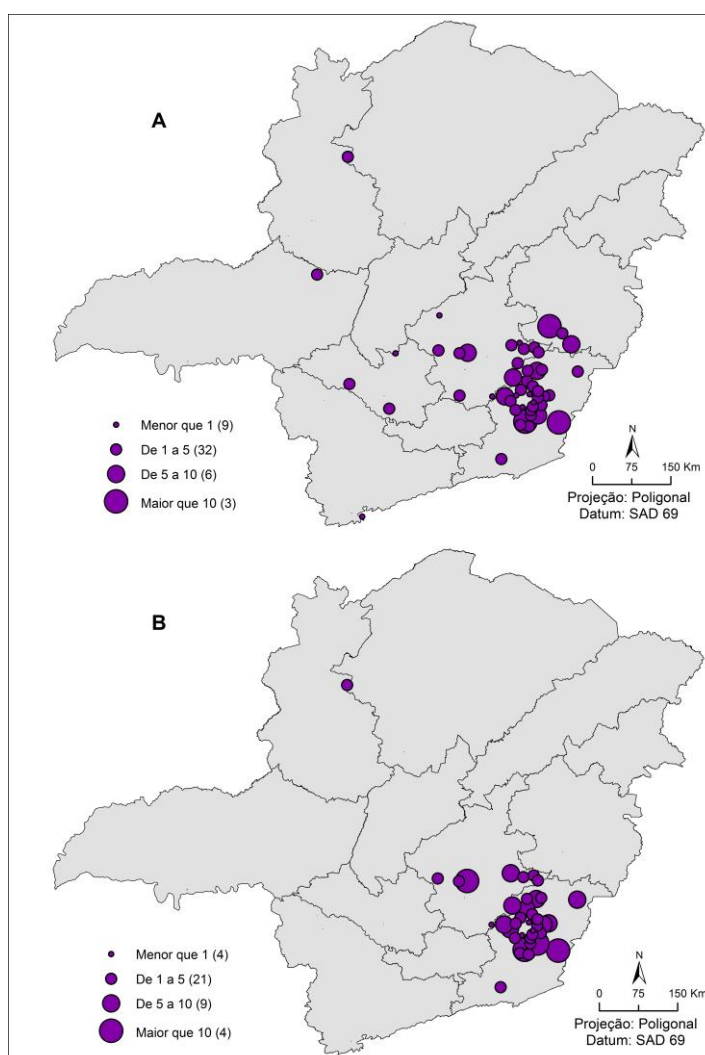 A
Menor que 1 (9)
De 1 a 5 (32)
De 5 a 10 (6)
Maior que 10 (3)
N
0 75 150 Km
Projeção: Poligonal
Datum: SAD 69
B
Menor que 1 (4)
De 1 a 5 (21)
De 5 a 10 (9)
Maior que 10 (4)
N
0 75 150 Km
Projeção: Poligonal
Datum: SAD 69